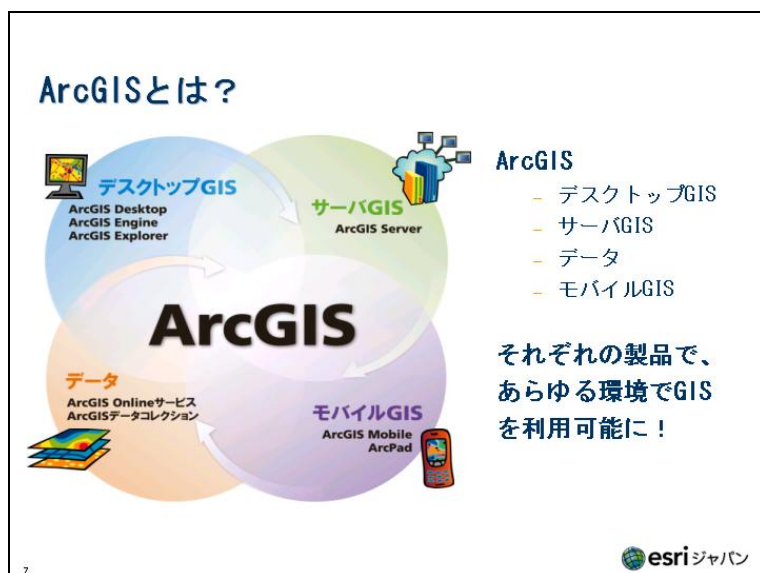 ArcGISとは？
デスクトップGIS
ArcGIS Desktop
ArcGIS Engine
ArcGIS Explorer
サーバGIS
ArcGIS Server
ArcGIS
データ
ArcGIS Onlineサービス
ArcGISデータコレクション
モバイルGIS
ArcGIS Mobile
ArcPad
ArcGIS
– デスクトップGIS
– サーバGIS
– データ
– モバイルGIS
それぞれの製品で、
あらゆる環境でGIS
を利用可能に！
7
esriジャパン